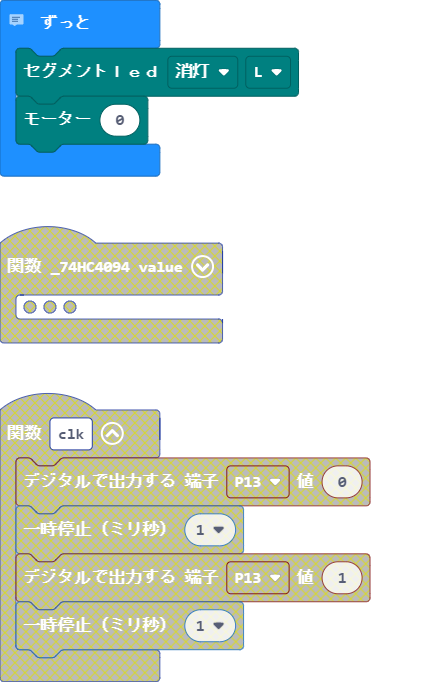 ずっと
セグメントｌｅｄ 消灯 L
モーター 0
関数 _74HC4094 value
関数 clk
デジタルで出力する 端子 P13 値 0
一時停止（ミリ秒） 1
デジタルで出力する 端子 P13 値 1
一時停止（ミリ秒） 1